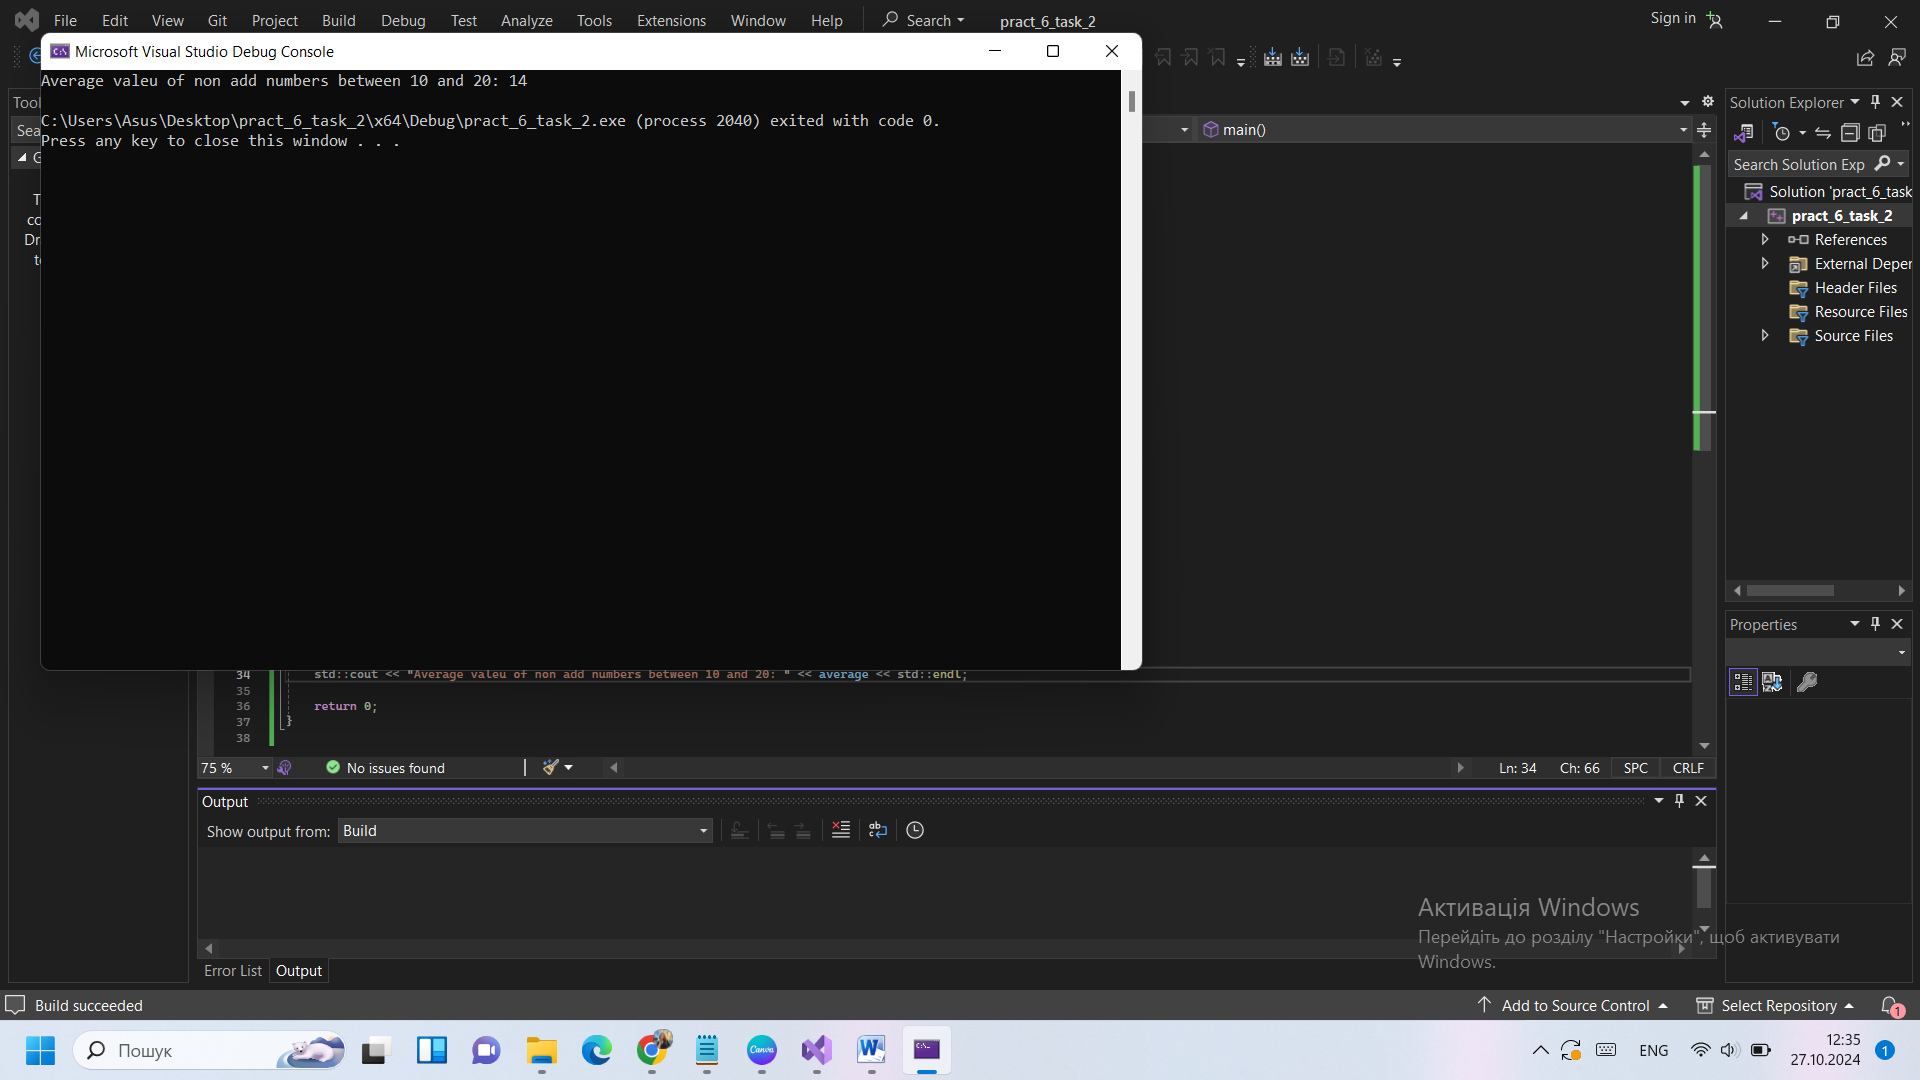 File Edit View Git Project Build Debug Test Analyze Tools Extensions Window Help Search pract_6_task_2 Sign in
Microsoft Visual Studio Debug Console
Average valeu of non add numbers between 10 and 20: 14
C:\Users\Asus\Desktop\pract_6_task_2\x64\Debug\pract_6_task_2.exe (process 2040) exited with code 0.
Press any key to close this window . . .
main()
Solution Explorer
Search Solution Exp
Solution 'pract_6_task
pract_6_task_2
References
External Deper
Header Files
Resource Files
Source Files
Properties
34 std::cout << "Average valeu of non add numbers between 10 and 20: " << average << std::endl;
35
36 return 0;
37 }
38
75 % No issues found Ln: 34 Ch: 66 SPC CRLF
Output
Show output from: Build
Error List Output
Активація Windows
Перейдіть до розділу "Настройки", щоб активувати
Windows.
Build succeeded Add to Source Control Select Repository 1
Пошук Canva ENG 12:35
27.10.2024 1